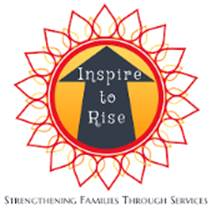 Inspire
to
Rise
Strengthening Families Through Services